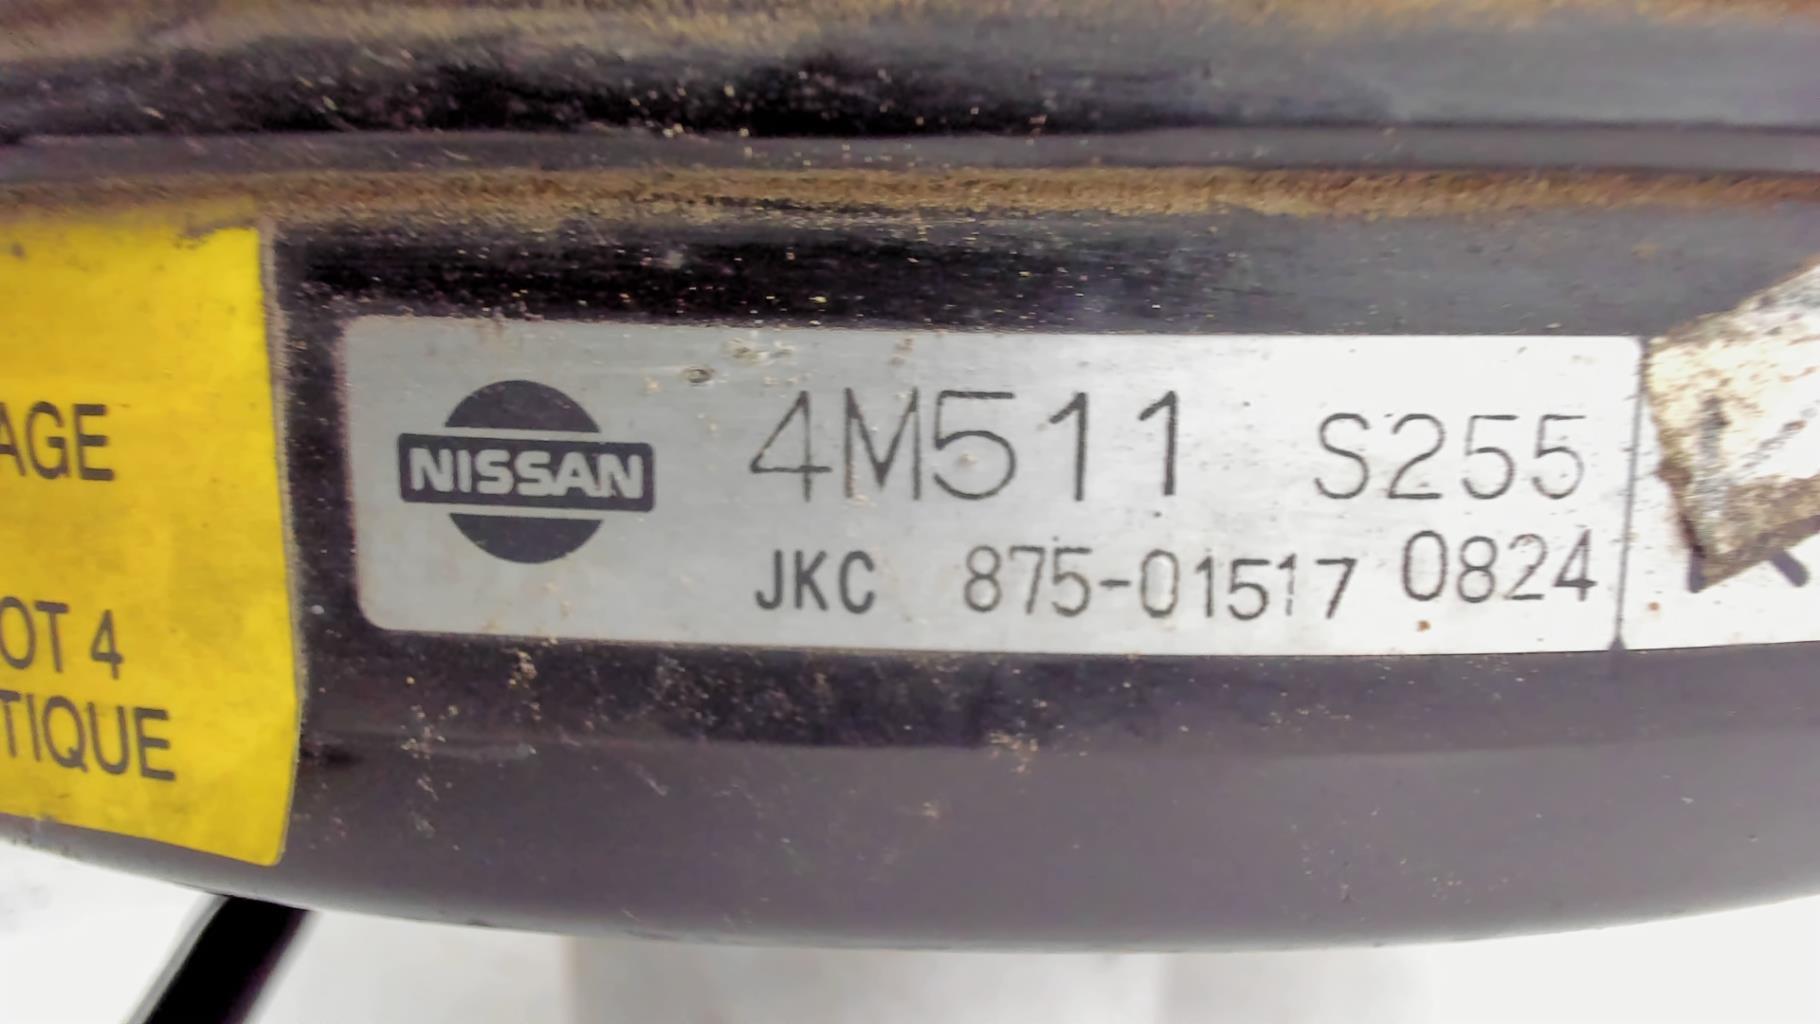 AGE
OT 4
TIQUE
NISSAN
4M511 S255
JKC 875-01517 0824